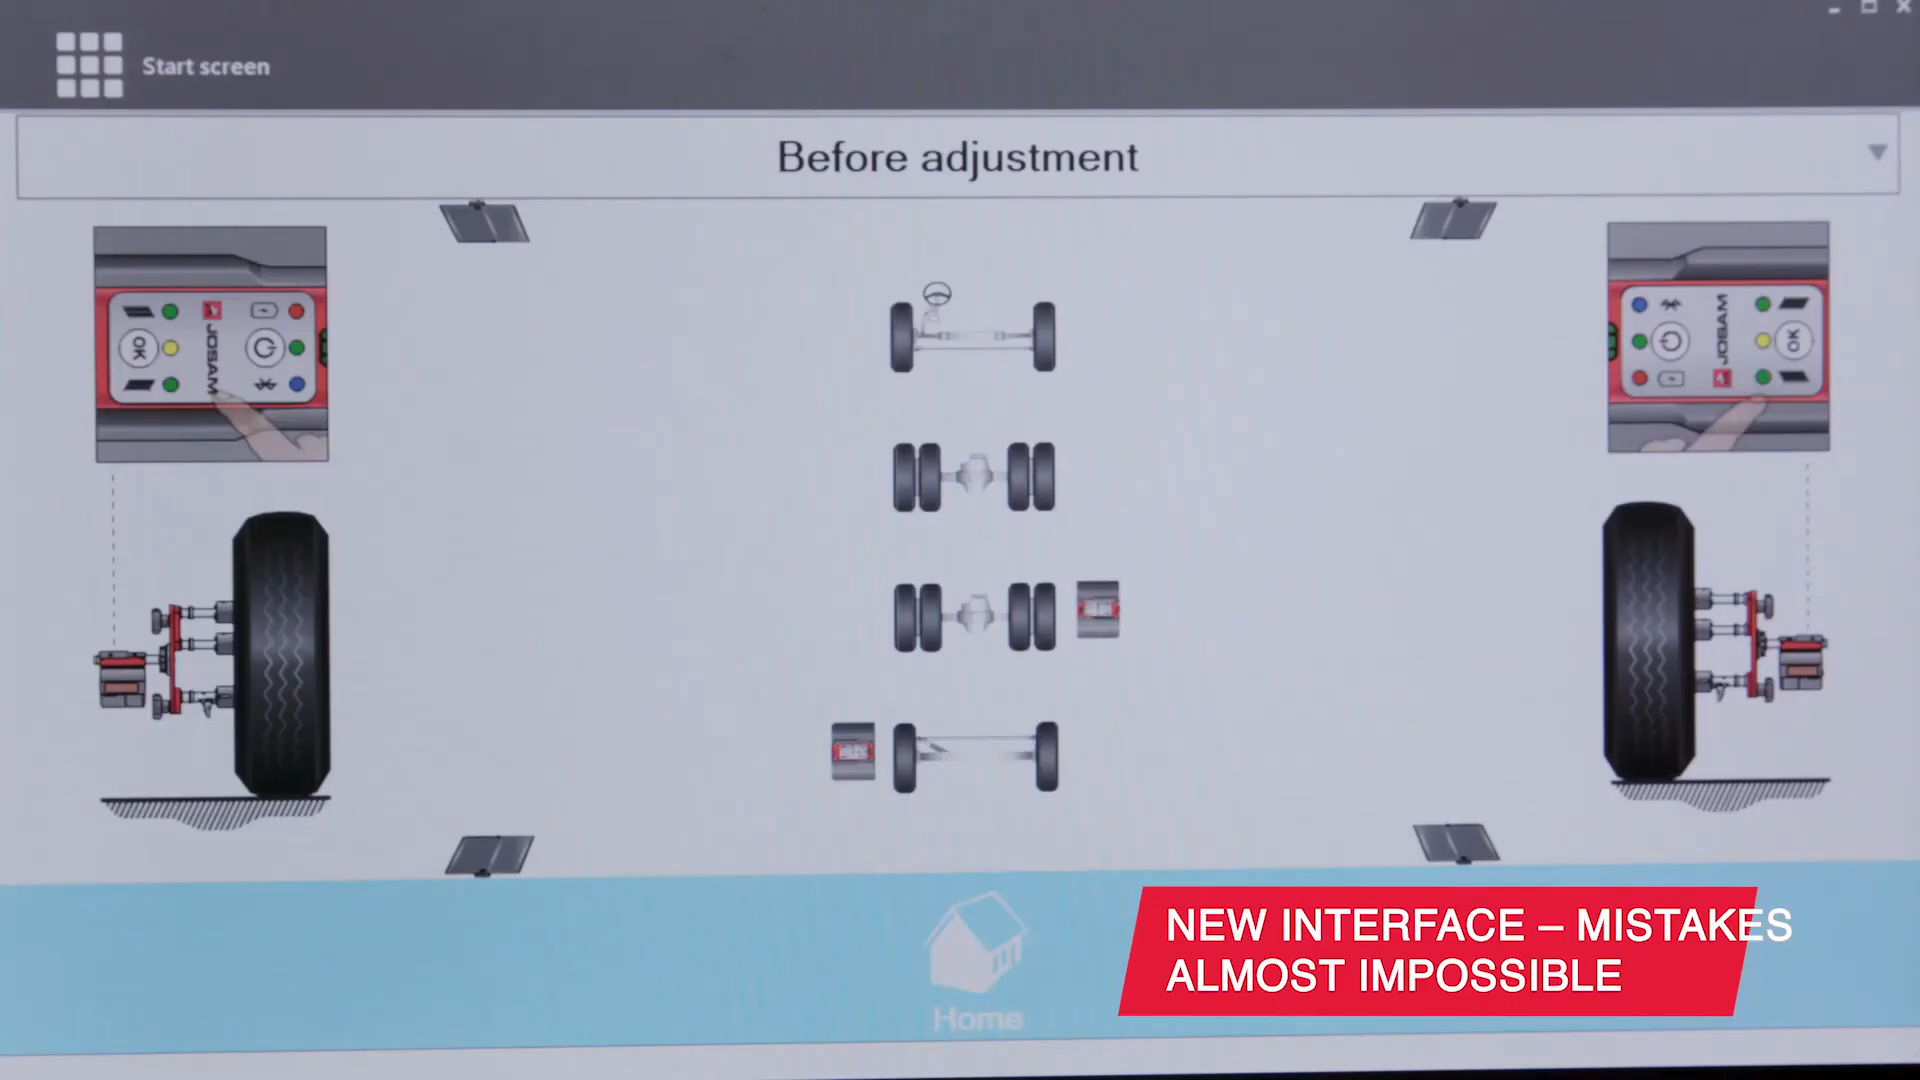 Start screen
Before adjustment
OK
JOSAM
JOSAM
OK
Home
NEW INTERFACE – MISTAKES
ALMOST IMPOSSIBLE